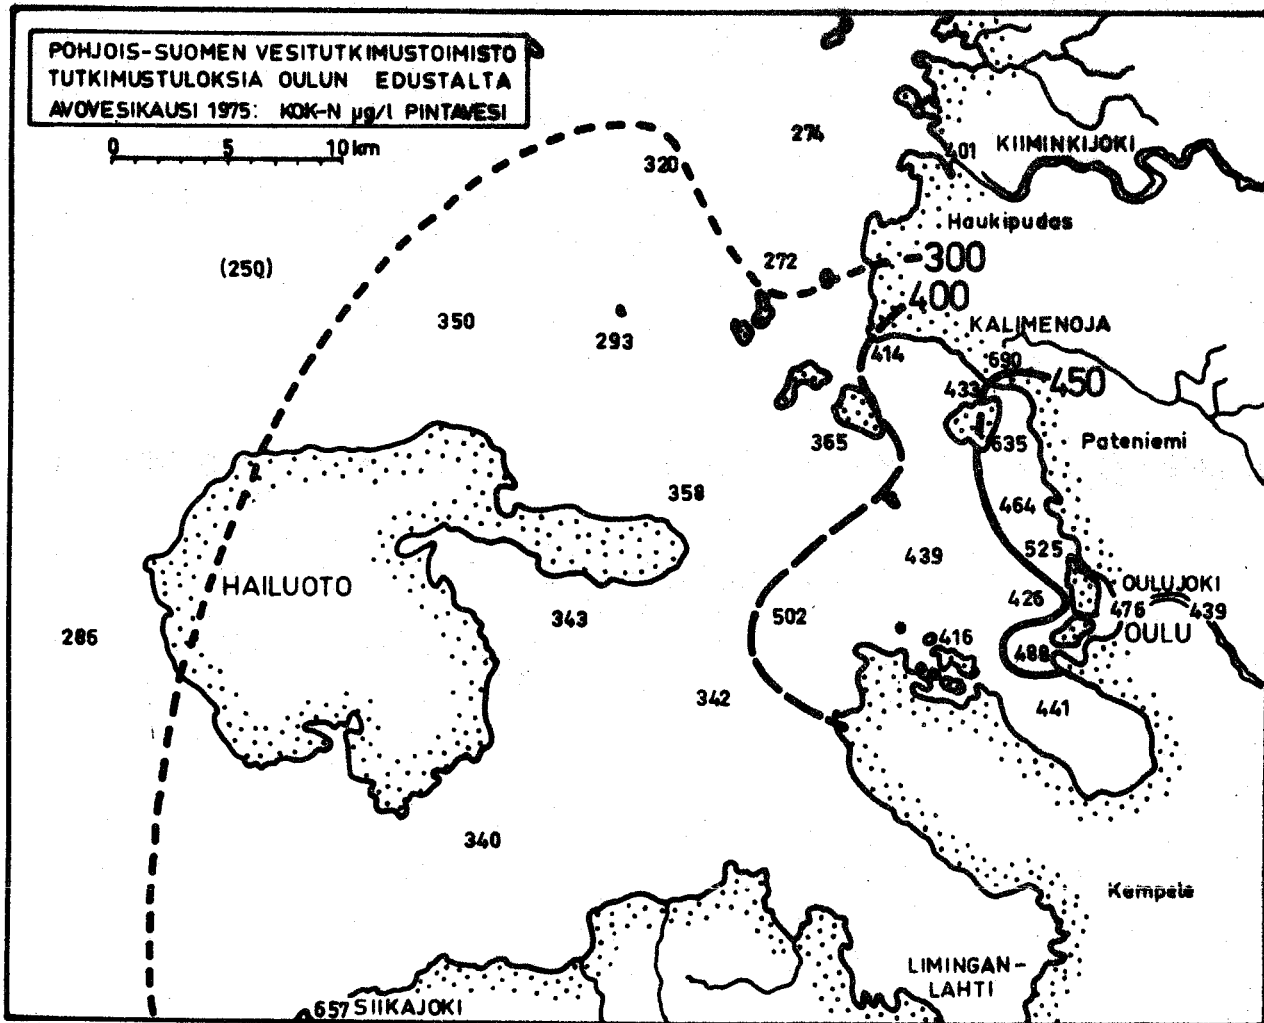 POHJOIS-SUOMEN VESITUTKIMUSTOIMISTO
TUTKIMUSTULOKSIA OULUN EDUSTALTA
AVOVESIKAUSI 1975: KOK-N µg/l PINTAVESI
0 5 10 km
274
320
401
KIIMINKIJOKI
Haukipudas
(250)
272
300
400
350
293
KALIMENOJA
414
690
433
450
365
635
Pateniemi
358
464
439
525
HAILUOTO
343
502
426
OULUJOKI
476
439
286
416
488
OULU
342
441
340
Kempele
LIMINGAN-
LAHTI
657 SIIKAJOKI